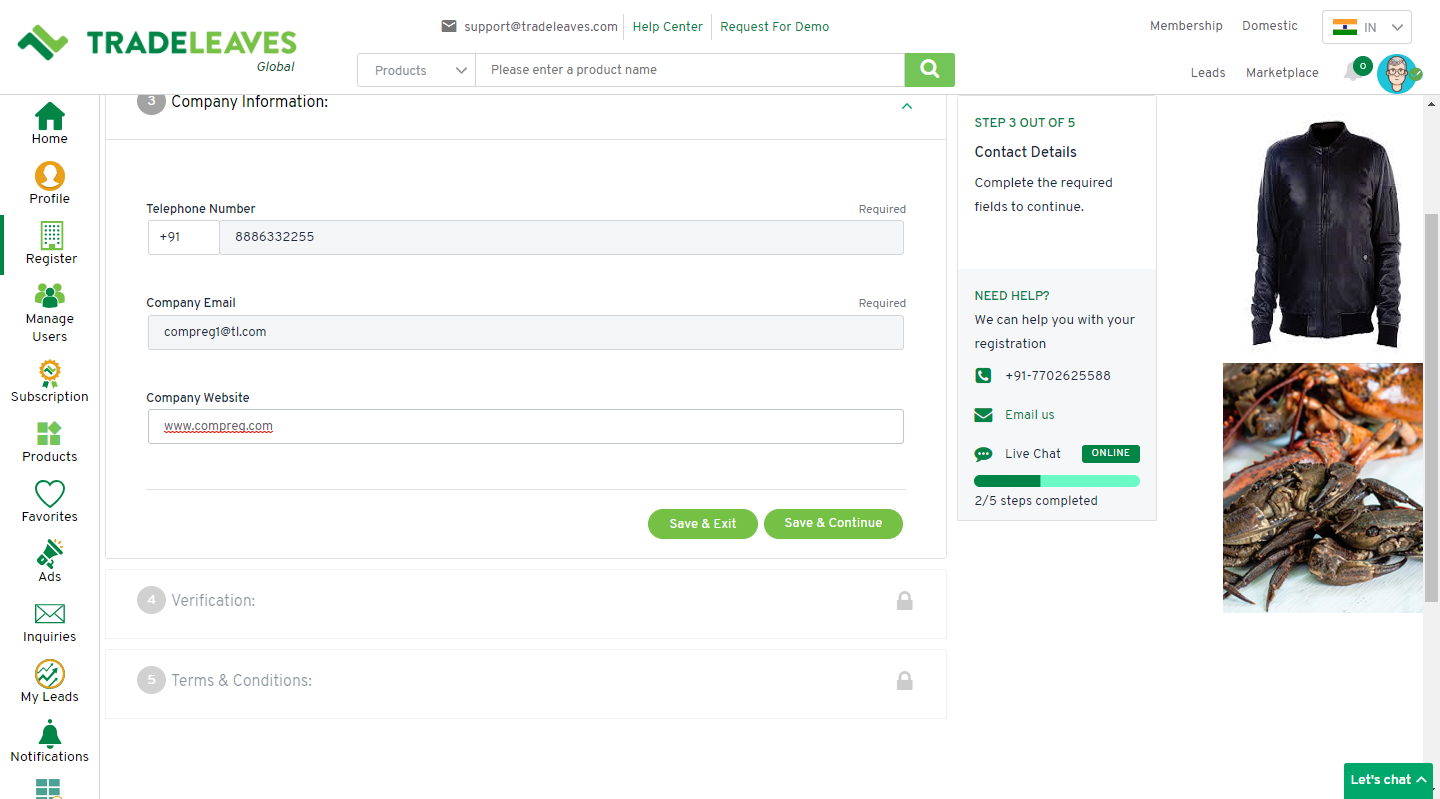 support@tradeleaves.com Help Center Request For Demo
Membership Domestic IN
TRADELEAVES
Global
Products Please enter a product name
Leads Marketplace 0
Home
Profile
Register
Manage
Users
Subscription
Products
Favorites
Ads
Inquiries
My Leads
Notifications
3 Company Information:
Telephone Number Required
+91 8886332255
Company Email Required
compreg1@tl.com
Company Website
www.compreg.com
Save & Exit Save & Continue
4 Verification:
5 Terms & Conditions:
STEP 3 OUT OF 5
Contact Details
Complete the required
fields to continue.
NEED HELP?
We can help you with your
registration
+91-7702625588
Email us
Live Chat ONLINE
2/5 steps completed
Let's chat